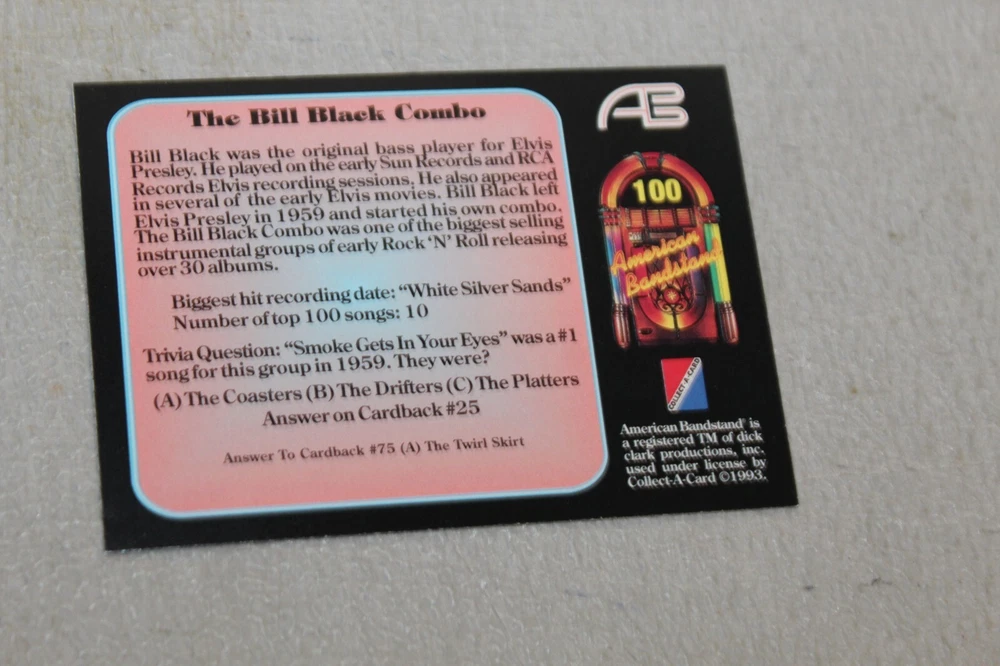 The Bill Black Combo
Bill Black was the original bass player for Elvis
Presley. He played on the early Sun Records and RCA
Records Elvis recording sessions. He also appeared
in several of the early Elvis movies. Bill Black left
Elvis Presley in 1959 and started his own combo.
The Bill Black Combo was one of the biggest selling
instrumental groups of early Rock 'N' Roll releasing
over 30 albums.
Biggest hit recording date: "White Silver Sands"
Number of top 100 songs: 10
Trivia Question: "Smoke Gets In Your Eyes" was a #1
song for this group in 1959. They were?
(A) The Coasters (B) The Drifters (C) The Platters
Answer on Cardback #25
Answer To Cardback #75 (A) The Twirl Skirt
AB
100
American
Bandstand
COLLECT-A-CARD
American Bandstand® is
a registered TM of dick
clark productions, inc.
used under license by
Collect-A-Card ©1993.